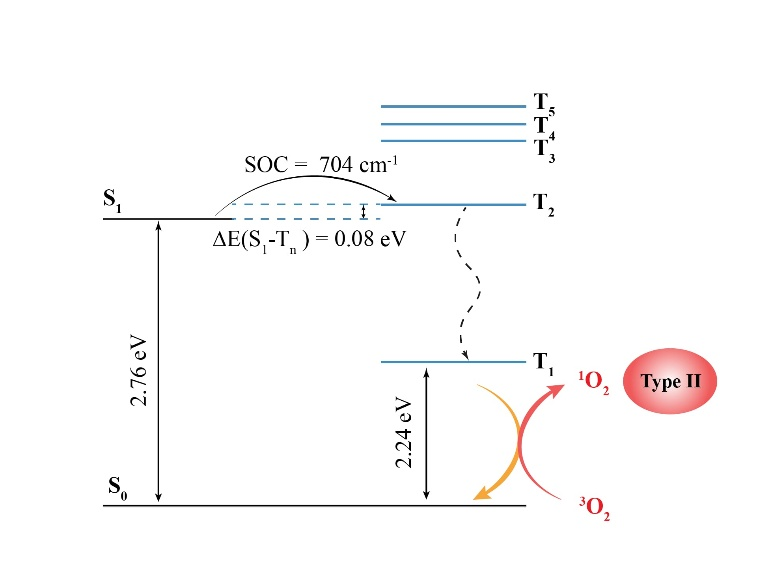 T₅
T₄
T₃
SOC = 704 cm⁻¹
S₁
T₂
ΔE(S₁-Tₙ ) = 0.08 eV
2.76 eV
T₁
¹O₂
Type II
2.24 eV
S₀
³O₂